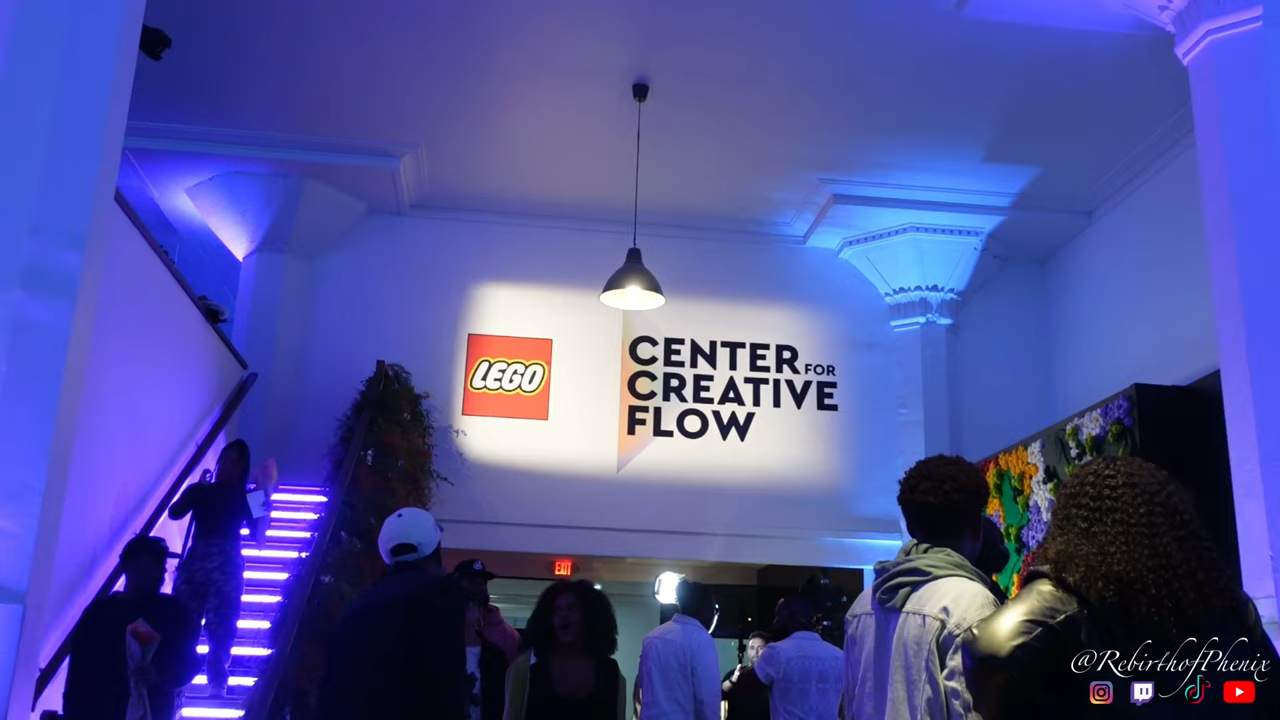 LEGO
CENTER FOR
CREATIVE
FLOW
EXIT
@RebirthofPhenix